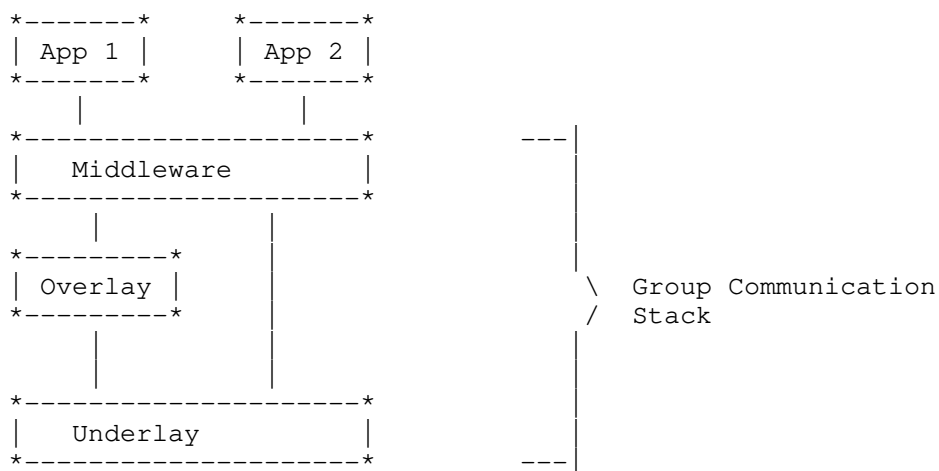 App 1 App 2
Middleware
Overlay Group Communication
Stack
Underlay